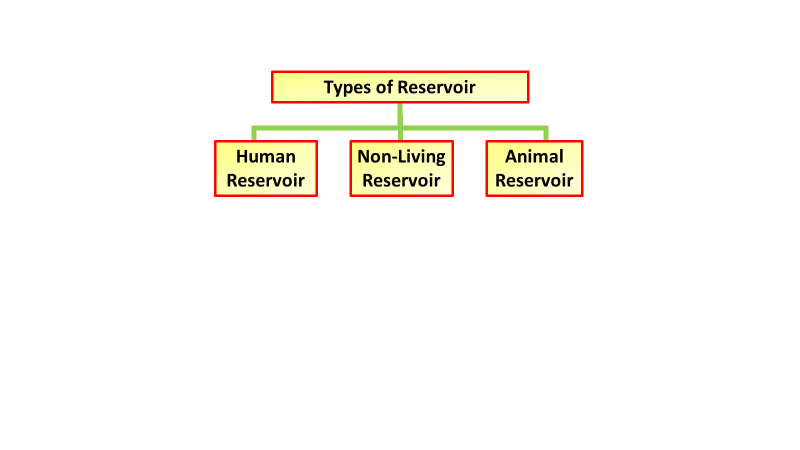 Types of Reservoir
Human
Reservoir
Non-Living
Reservoir
Animal
Reservoir